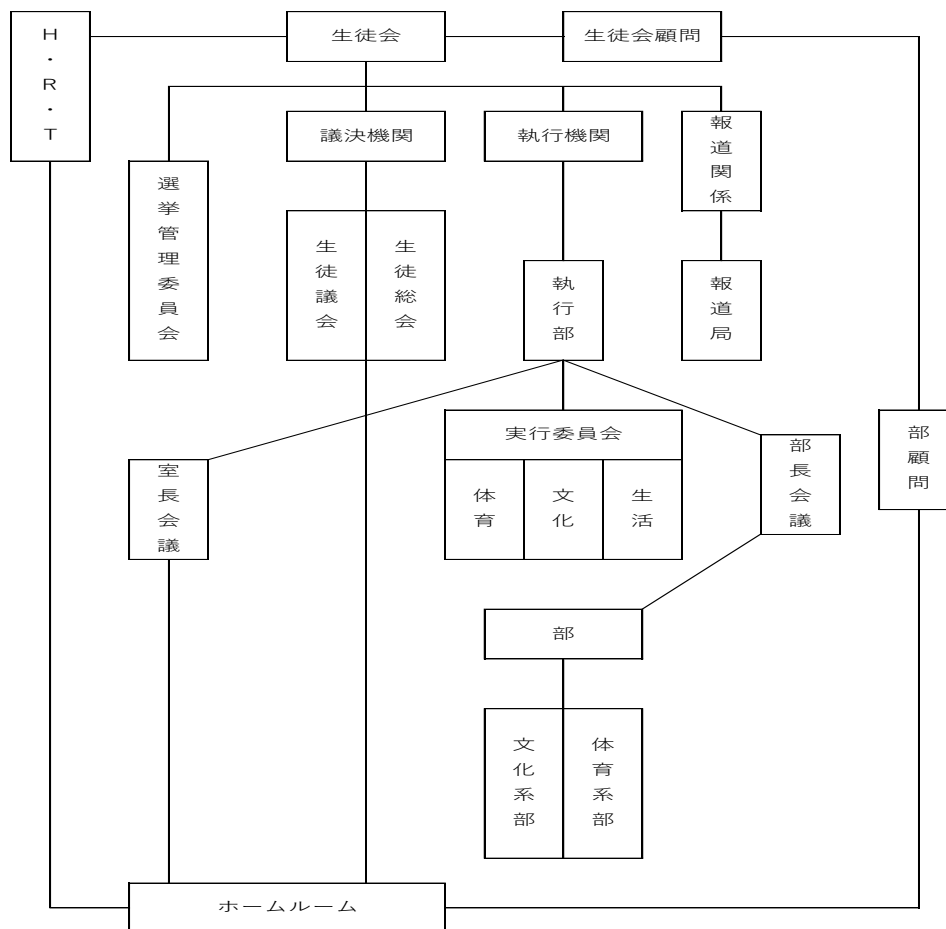 H・R・T
生徒会
生徒会顧問
議決機関
執行機関
報道関係
選挙管理委員会
生徒議会
生徒総会
執行部
報道局
実行委員会
体育
文化
生活
室長会議
部長会議
部顧問
部
文化系部
体育系部
ホームルーム